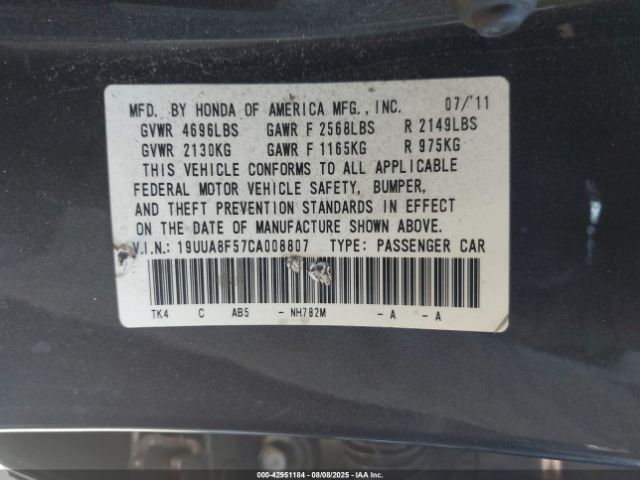 MFD. BY HONDA OF AMERICA MFG., INC. 07/'11
GVWR 4696LBS GAWR F 2568LBS R 2149LBS
GVWR 2130KG GAWR F 1165KG R 975KG
THIS VEHICLE CONFORMS TO ALL APPLICABLE
FEDERAL MOTOR VEHICLE SAFETY, BUMPER,
AND THEFT PREVENTION STANDARDS IN EFFECT
ON THE DATE OF MANUFACTURE SHOWN ABOVE.
V.I.N.: 19UUA8F57CA008807 TYPE: PASSENGER CAR
TK4 C AB5 - NH782M - A - A
000-42951184 - 08/08/2025 - IAA Inc.